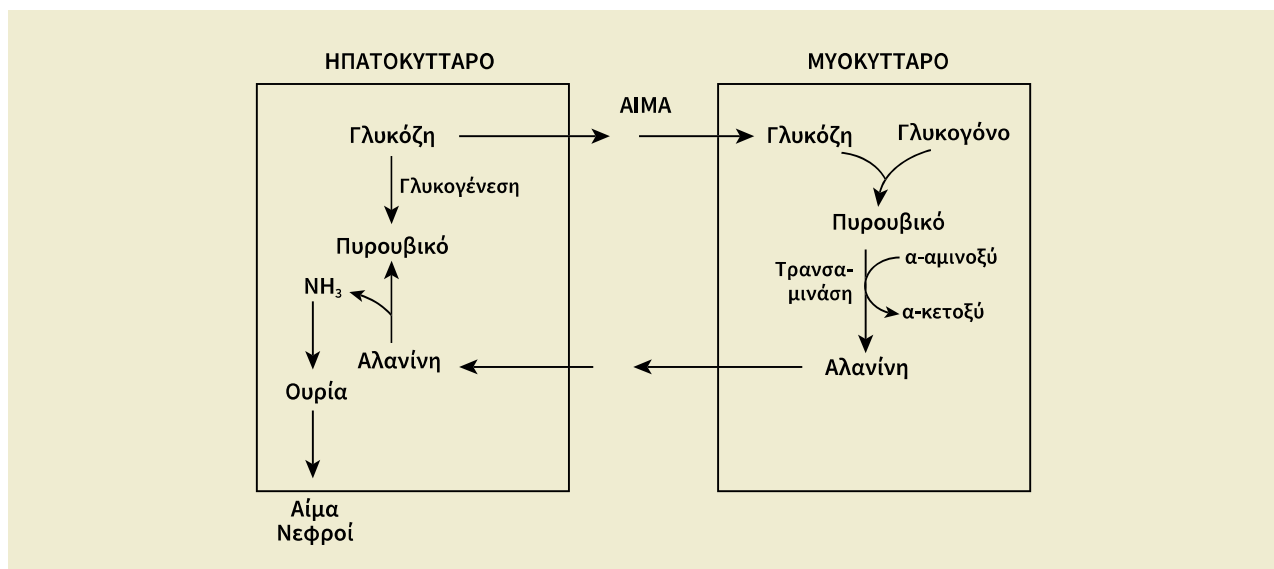 ΗΠΑΤΟΚΥΤΤΑΡΟ
ΜΥΟΚΥΤΤΑΡΟ
ΑΙΜΑ
Γλυκόζη
Γλυκόζη
Γλυκογόνο
Γλυκογένεση
Πυρουβικό
Πυρουβικό
Τρανσα-
μινάση
α-αμινοξύ
α-κετοξύ
NH₃
Αλανίνη
Αλανίνη
Ουρία
Αίμα
Νεφροί